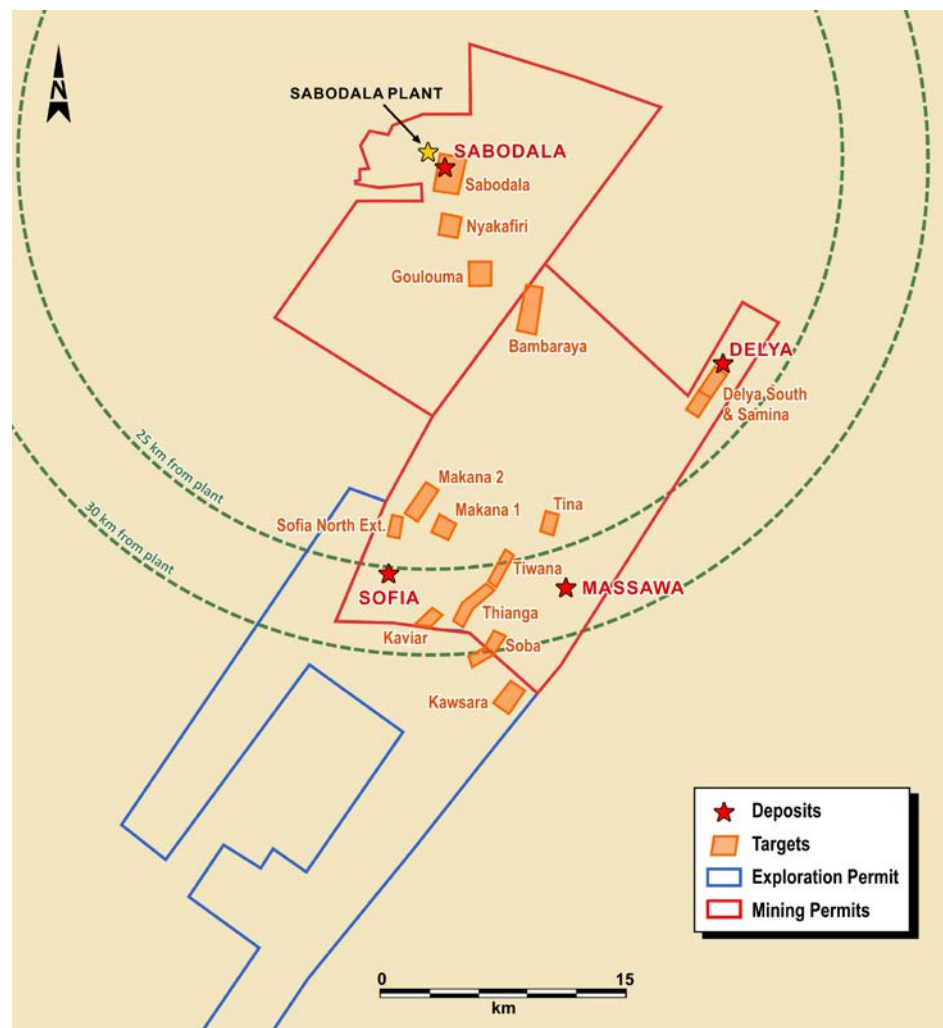 N
SABODALA PLANT
SABODALA
Sabodala
Nyakafiri
Goulouma
Bambaraya
DELYA
Delya South
& Samina
25 km from plant
30 km from plant
Makana 2
Makana 1
Tina
Sofia North Ext.
Tiwana
SOFIA
MASSAWA
Thianga
Kaviar
Soba
Kawsara
Deposits
Targets
Exploration Permit
Mining Permits
0 15
km